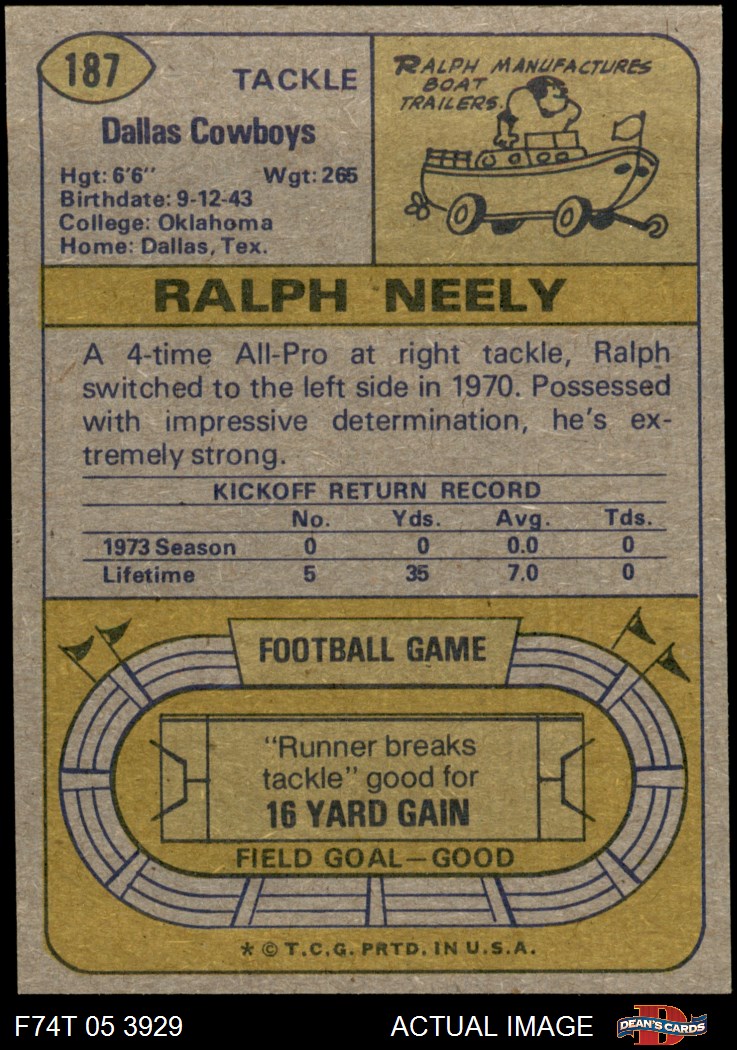 187
TACKLE
Dallas Cowboys
Hgt: 6'6" Wgt: 265
Birthdate: 9-12-43
College: Oklahoma
Home: Dallas, Tex.
RALPH MANUFACTURES
BOAT
TRAILERS.
RALPH NEELY
A 4-time All-Pro at right tackle, Ralph
switched to the left side in 1970. Possessed
with impressive determination, he's ex-
tremely strong.
KICKOFF RETURN RECORD
No. Yds. Avg. Tds.
1973 Season 0 0 0.0 0
Lifetime 5 35 7.0 0
FOOTBALL GAME
"Runner breaks
tackle" good for
16 YARD GAIN
FIELD GOAL—GOOD
* © T.C.G. PRTD. IN U.S.A.
F74T 05 3929 ACTUAL IMAGE D DEAN'S CARDS